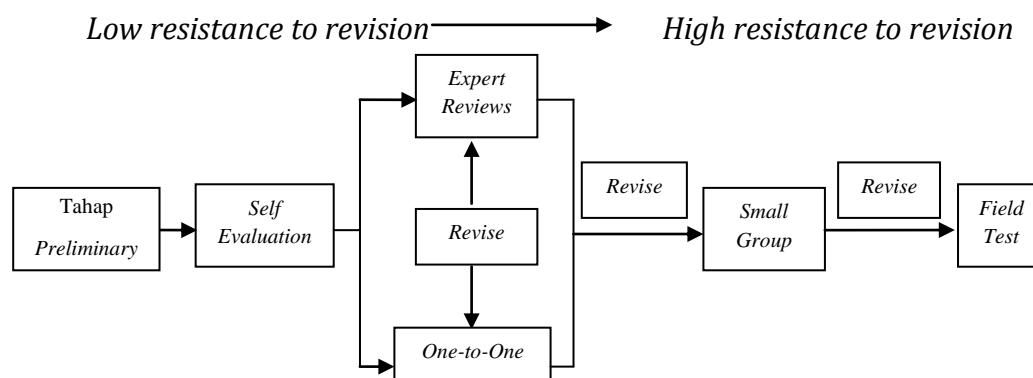 Low resistance to revision
High resistance to revision
Expert
Reviews
Revise
Revise
Tahap
Preliminary
Self
Evaluation
Revise
Small
Group
Field
Test
One-to-One